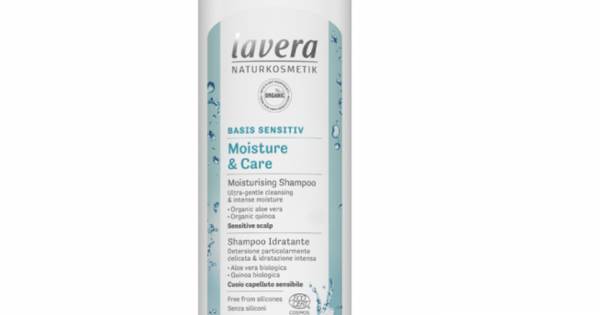 lavera
NATURKOSMETIK
ORGANIC
BASIS SENSITIV
Moisture
& Care
Moisturising Shampoo
Ultra-gentle cleansing
& intense moisture
• Organic aloe vera
• Organic quinoa
Sensitive scalp
Shampoo Idratante
Detersione particolarmente
delicata & idratazione intensa
• Aloe vera biologica
• Quinoa biologica
Cuoio capelluto sensibile
Free from silicones
Senza siliconi
COSMOS